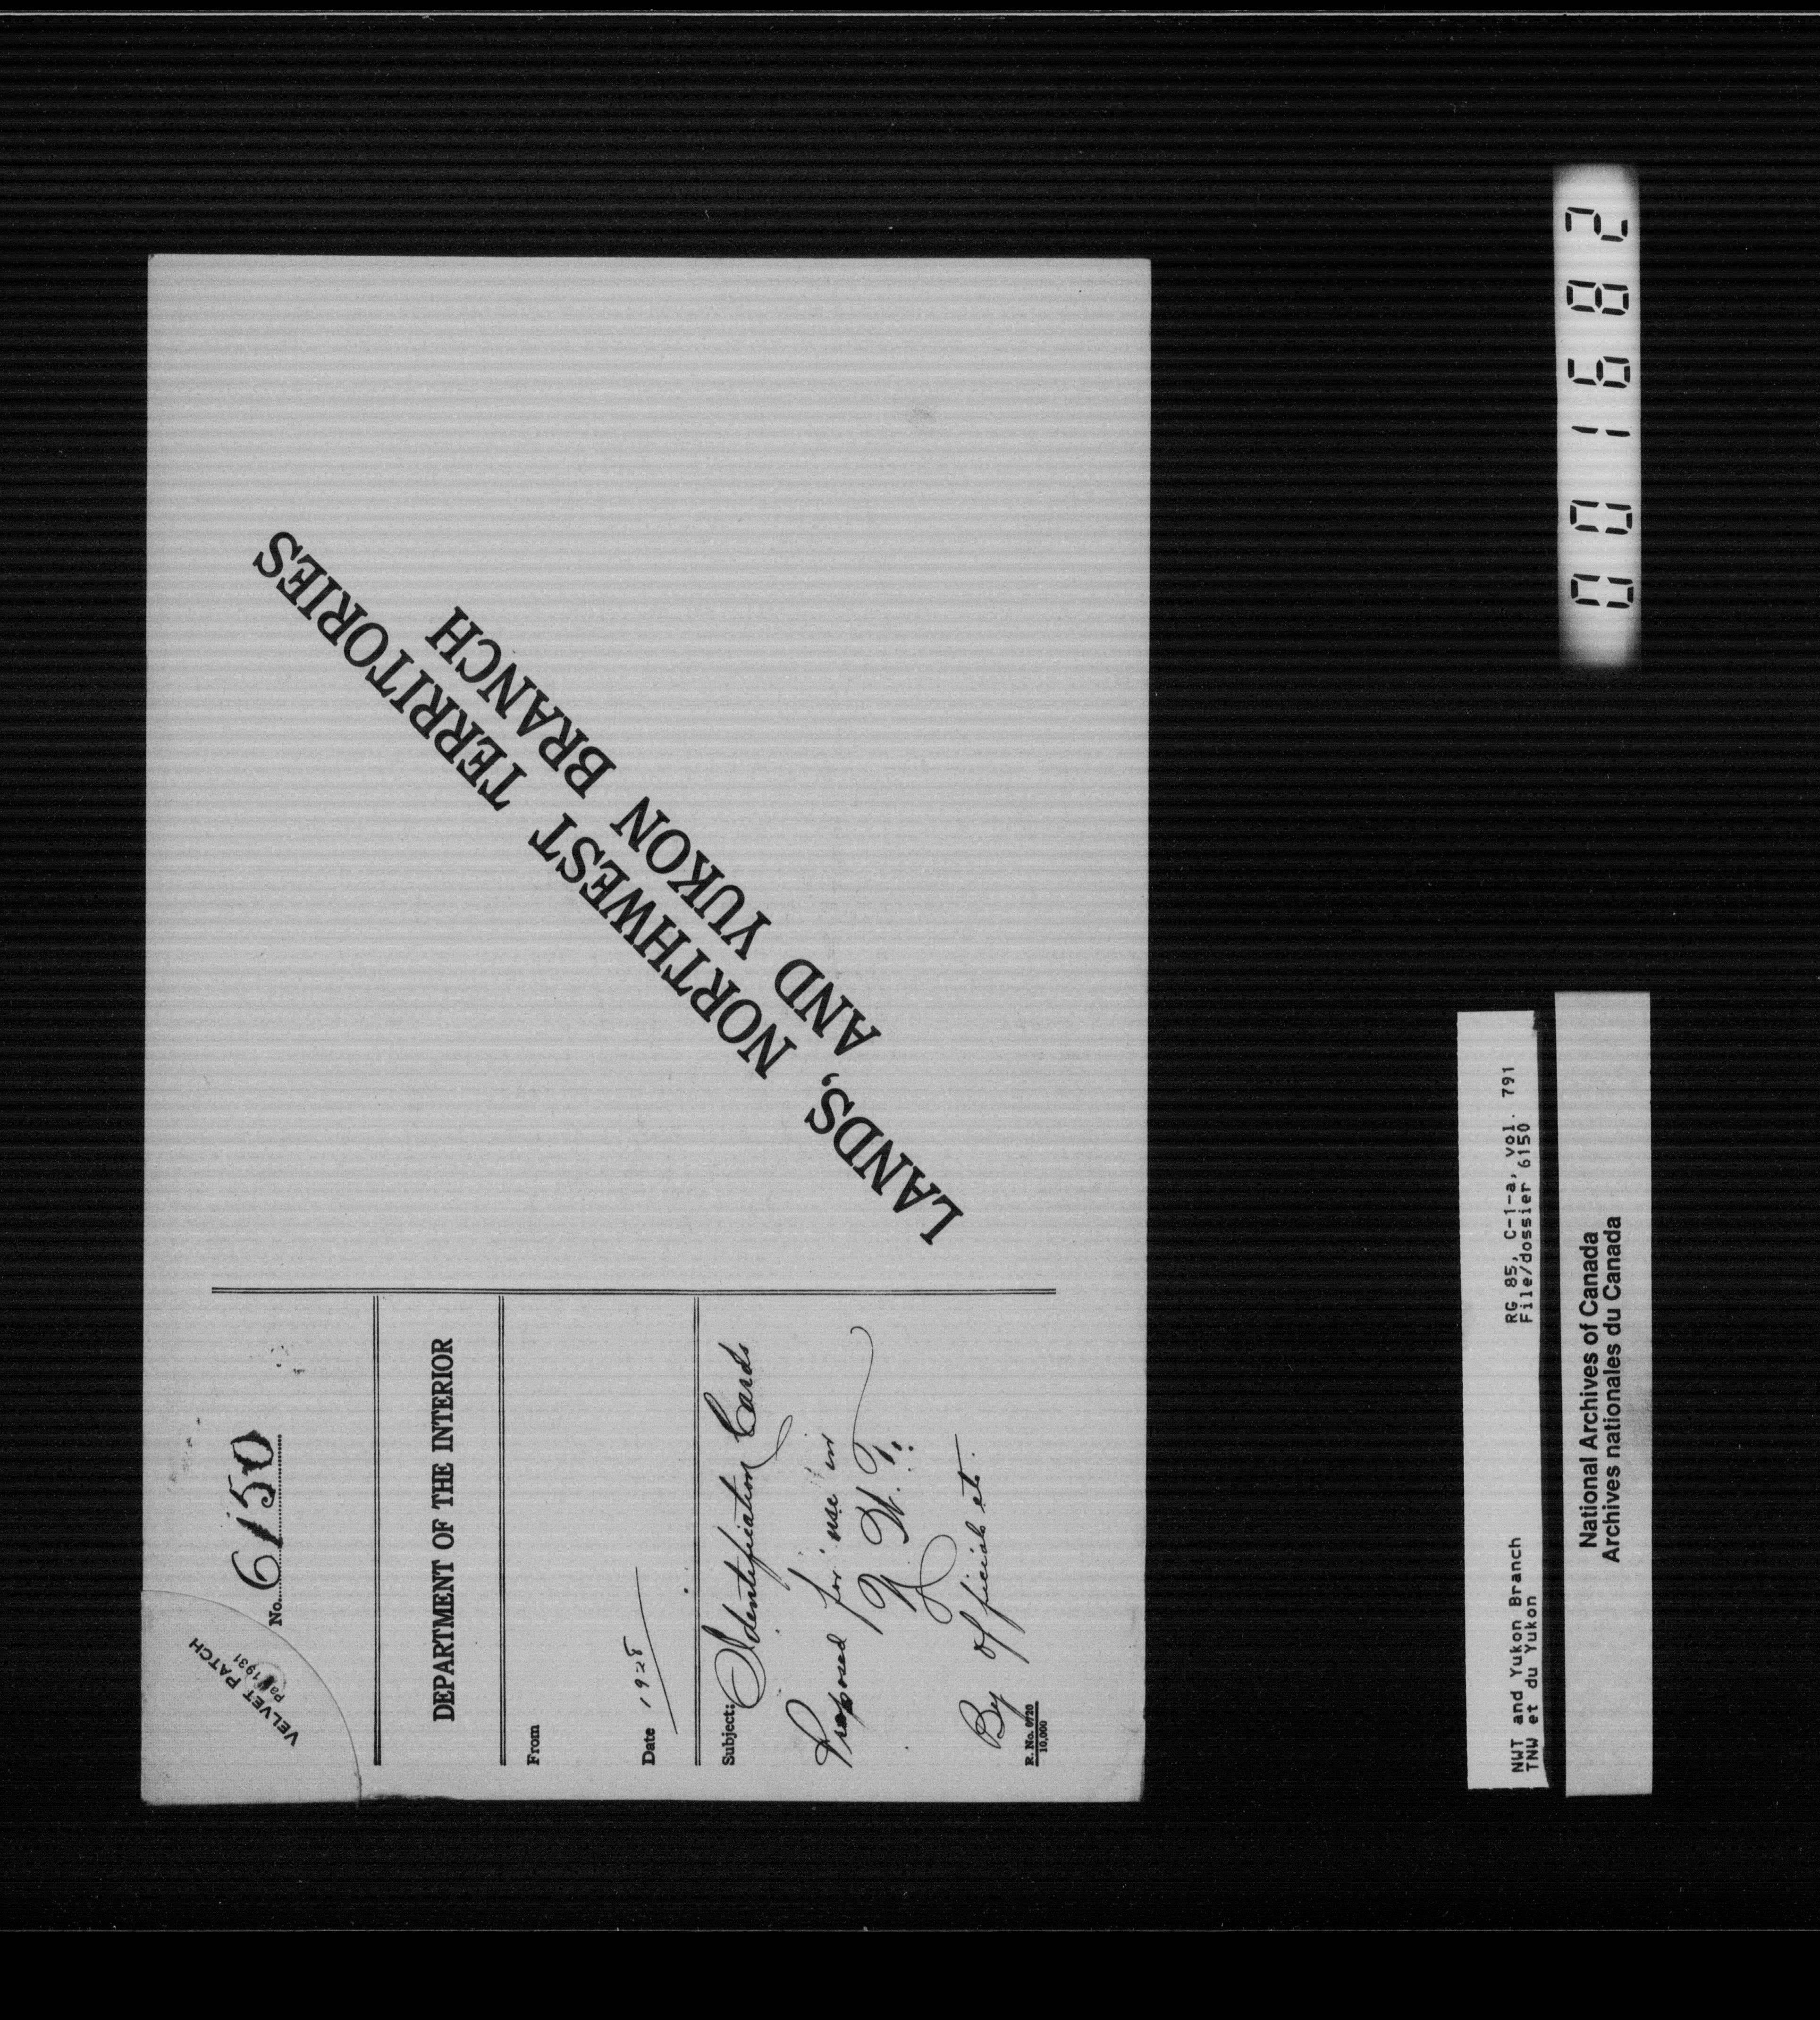 VELVET PATCH
Pat 1931
No. 6150
DEPARTMENT OF THE INTERIOR
From
Date 1928
Subject: Identification Cards
Proposed for use in
N. W. T.
By officials etc.
R. No. 0720
10,000
LANDS, NORTHWEST TERRITORIES
AND YUKON BRANCH
NWT and Yukon Branch RG 85, C-1-a, vol. 791
TNW et du Yukon File/dossier 6150
National Archives of Canada
Archives nationales du Canada
001682